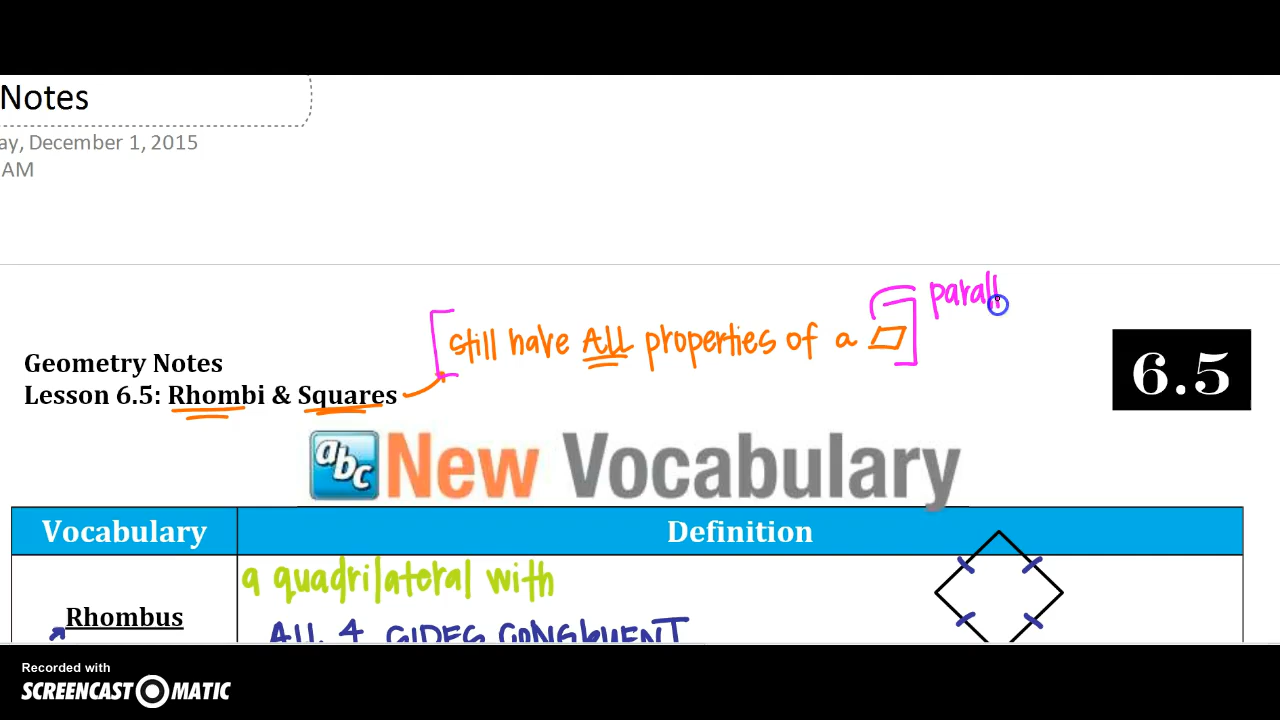 Notes
ay, December 1, 2015
AM
parall
still have ALL properties of a
Geometry Notes
Lesson 6.5: Rhombi & Squares
6.5
abc New Vocabulary
Vocabulary Definition
a quadrilateral with
Rhombus
ALL 4 SIDES CONGRUENT
Recorded with
SCREENCAST MATIC